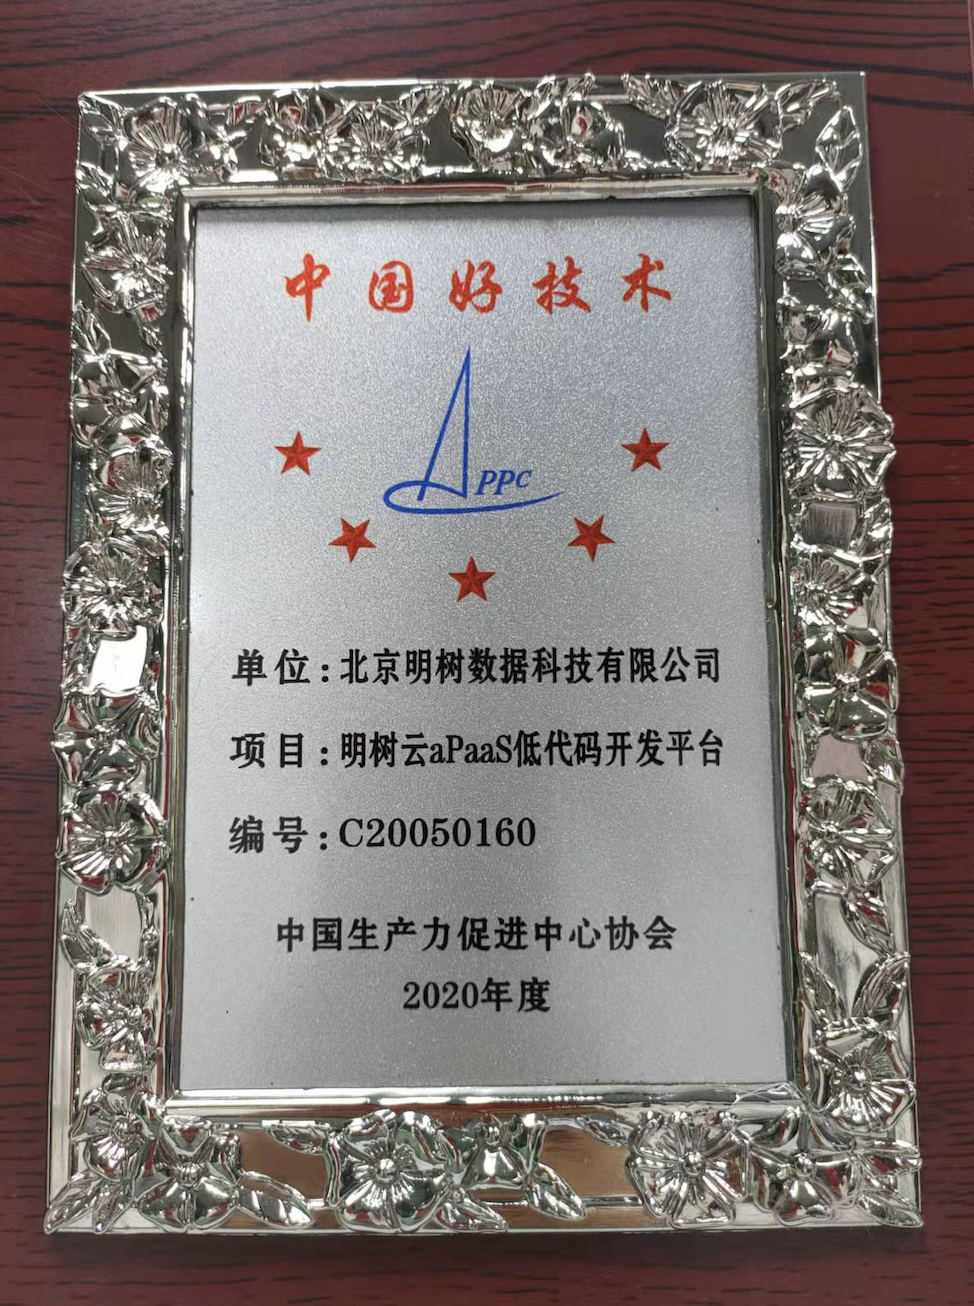 中国好技术
PPC
单位:北京明树数据科技有限公司
项目:明树云aPaaS低代码开发平台
编号:C20050160
中国生产力促进中心协会
2020年度